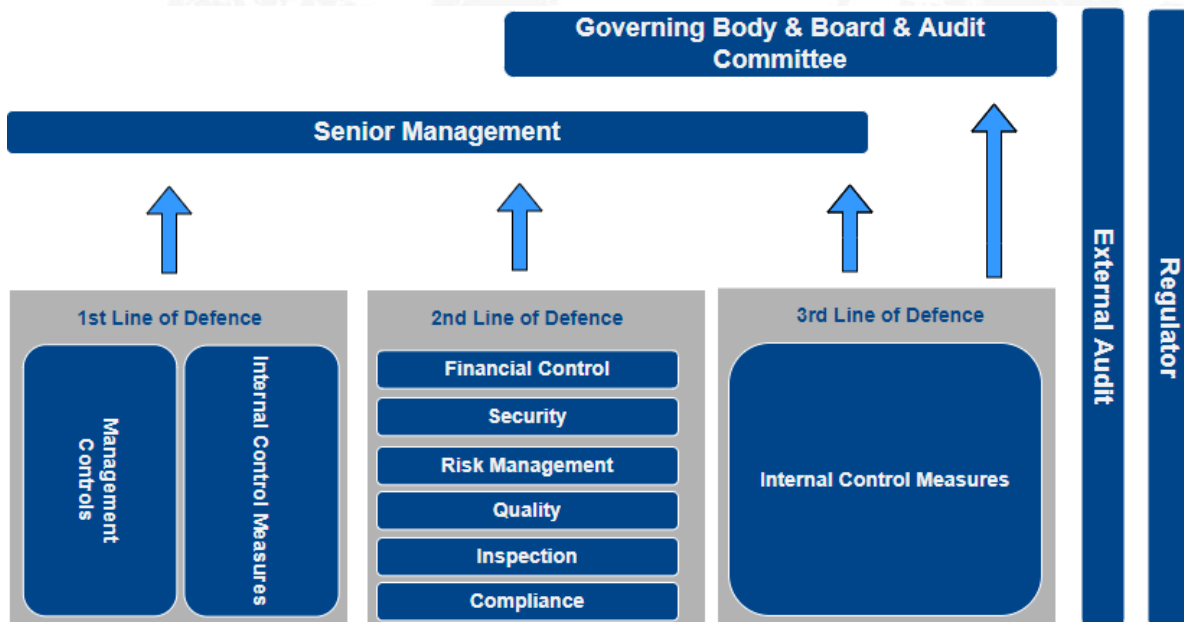 Governing Body & Board & Audit
Committee
Senior Management
1st Line of Defence
Management
Controls
Internal Control Measures
2nd Line of Defence
Financial Control
Security
Risk Management
Quality
Inspection
Compliance
3rd Line of Defence
Internal Control Measures
External Audit
Regulator